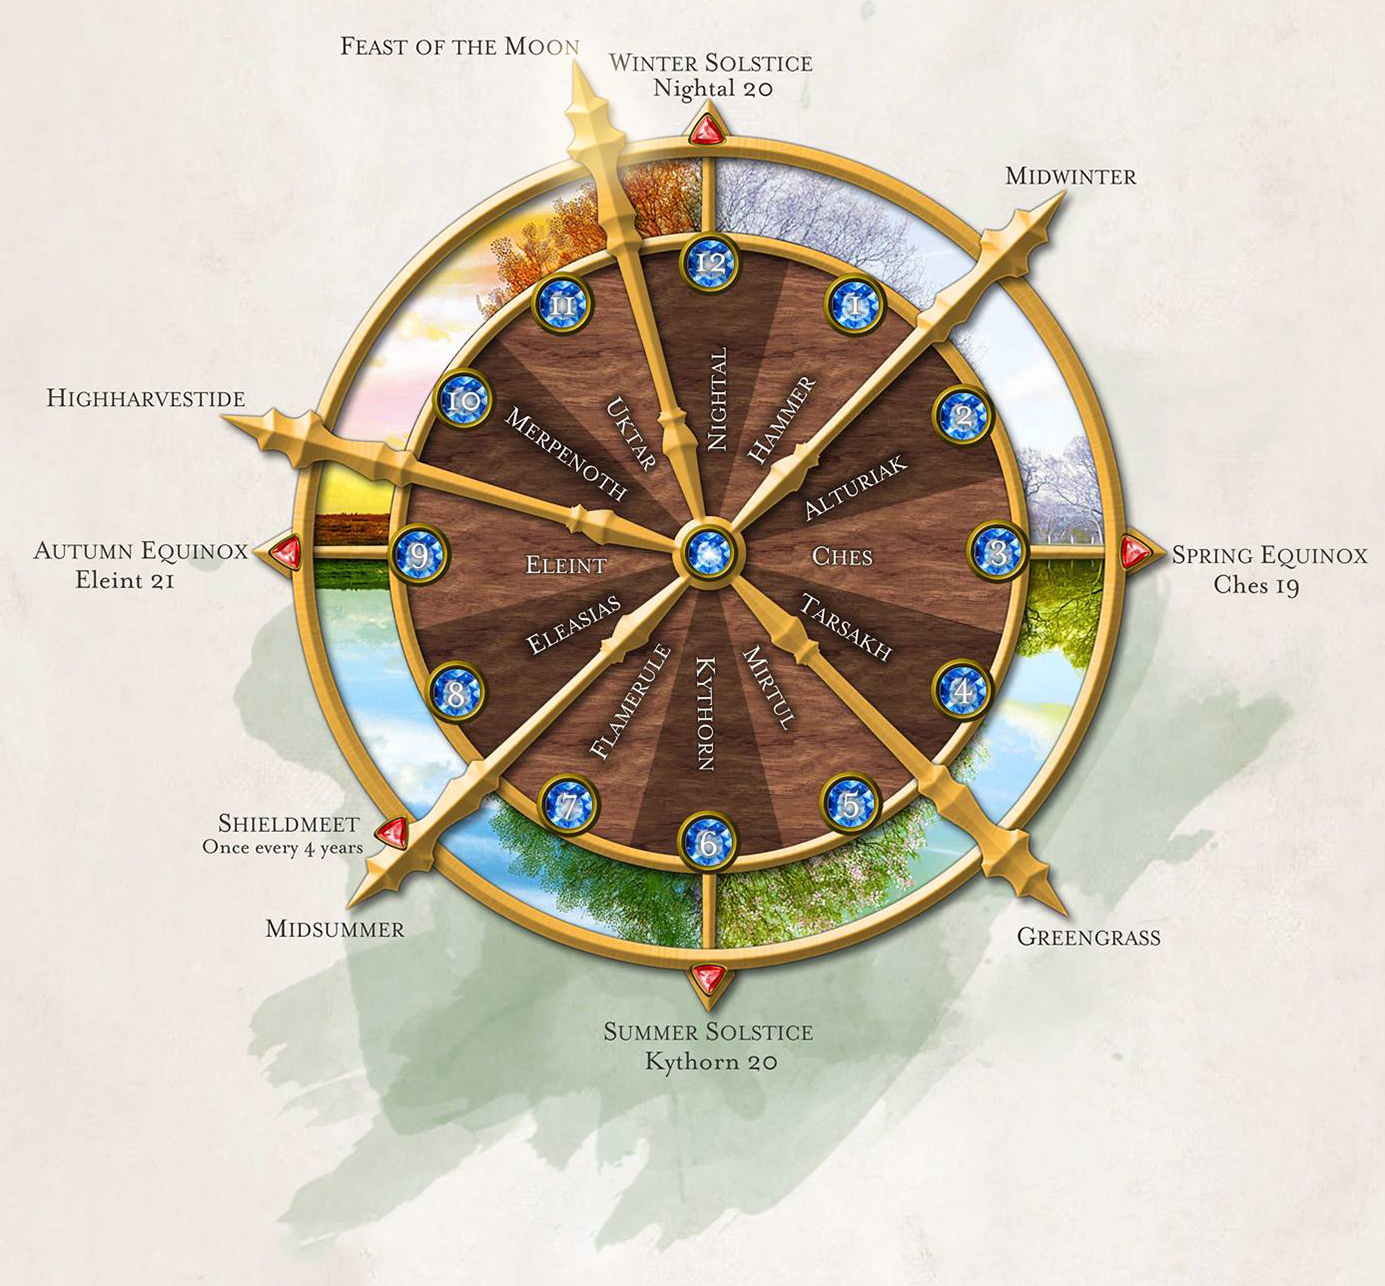 Feast of the Moon
Winter Solstice
Nightal 20
Midwinter
Highharvestide
Autumn Equinox
Eleint 21
Spring Equinox
Ches 19
Shieldmeet
Once every 4 years
Midsummer
Greengrass
Summer Solstice
Kythorn 20
12
1
2
3
4
5
6
7
8
9
10
11
Nightal
Hammer
Alturiak
Ches
Tarsakh
Mirtul
Kythorn
Flamerule
Eleasias
Eleint
Merpenoth
Uktar